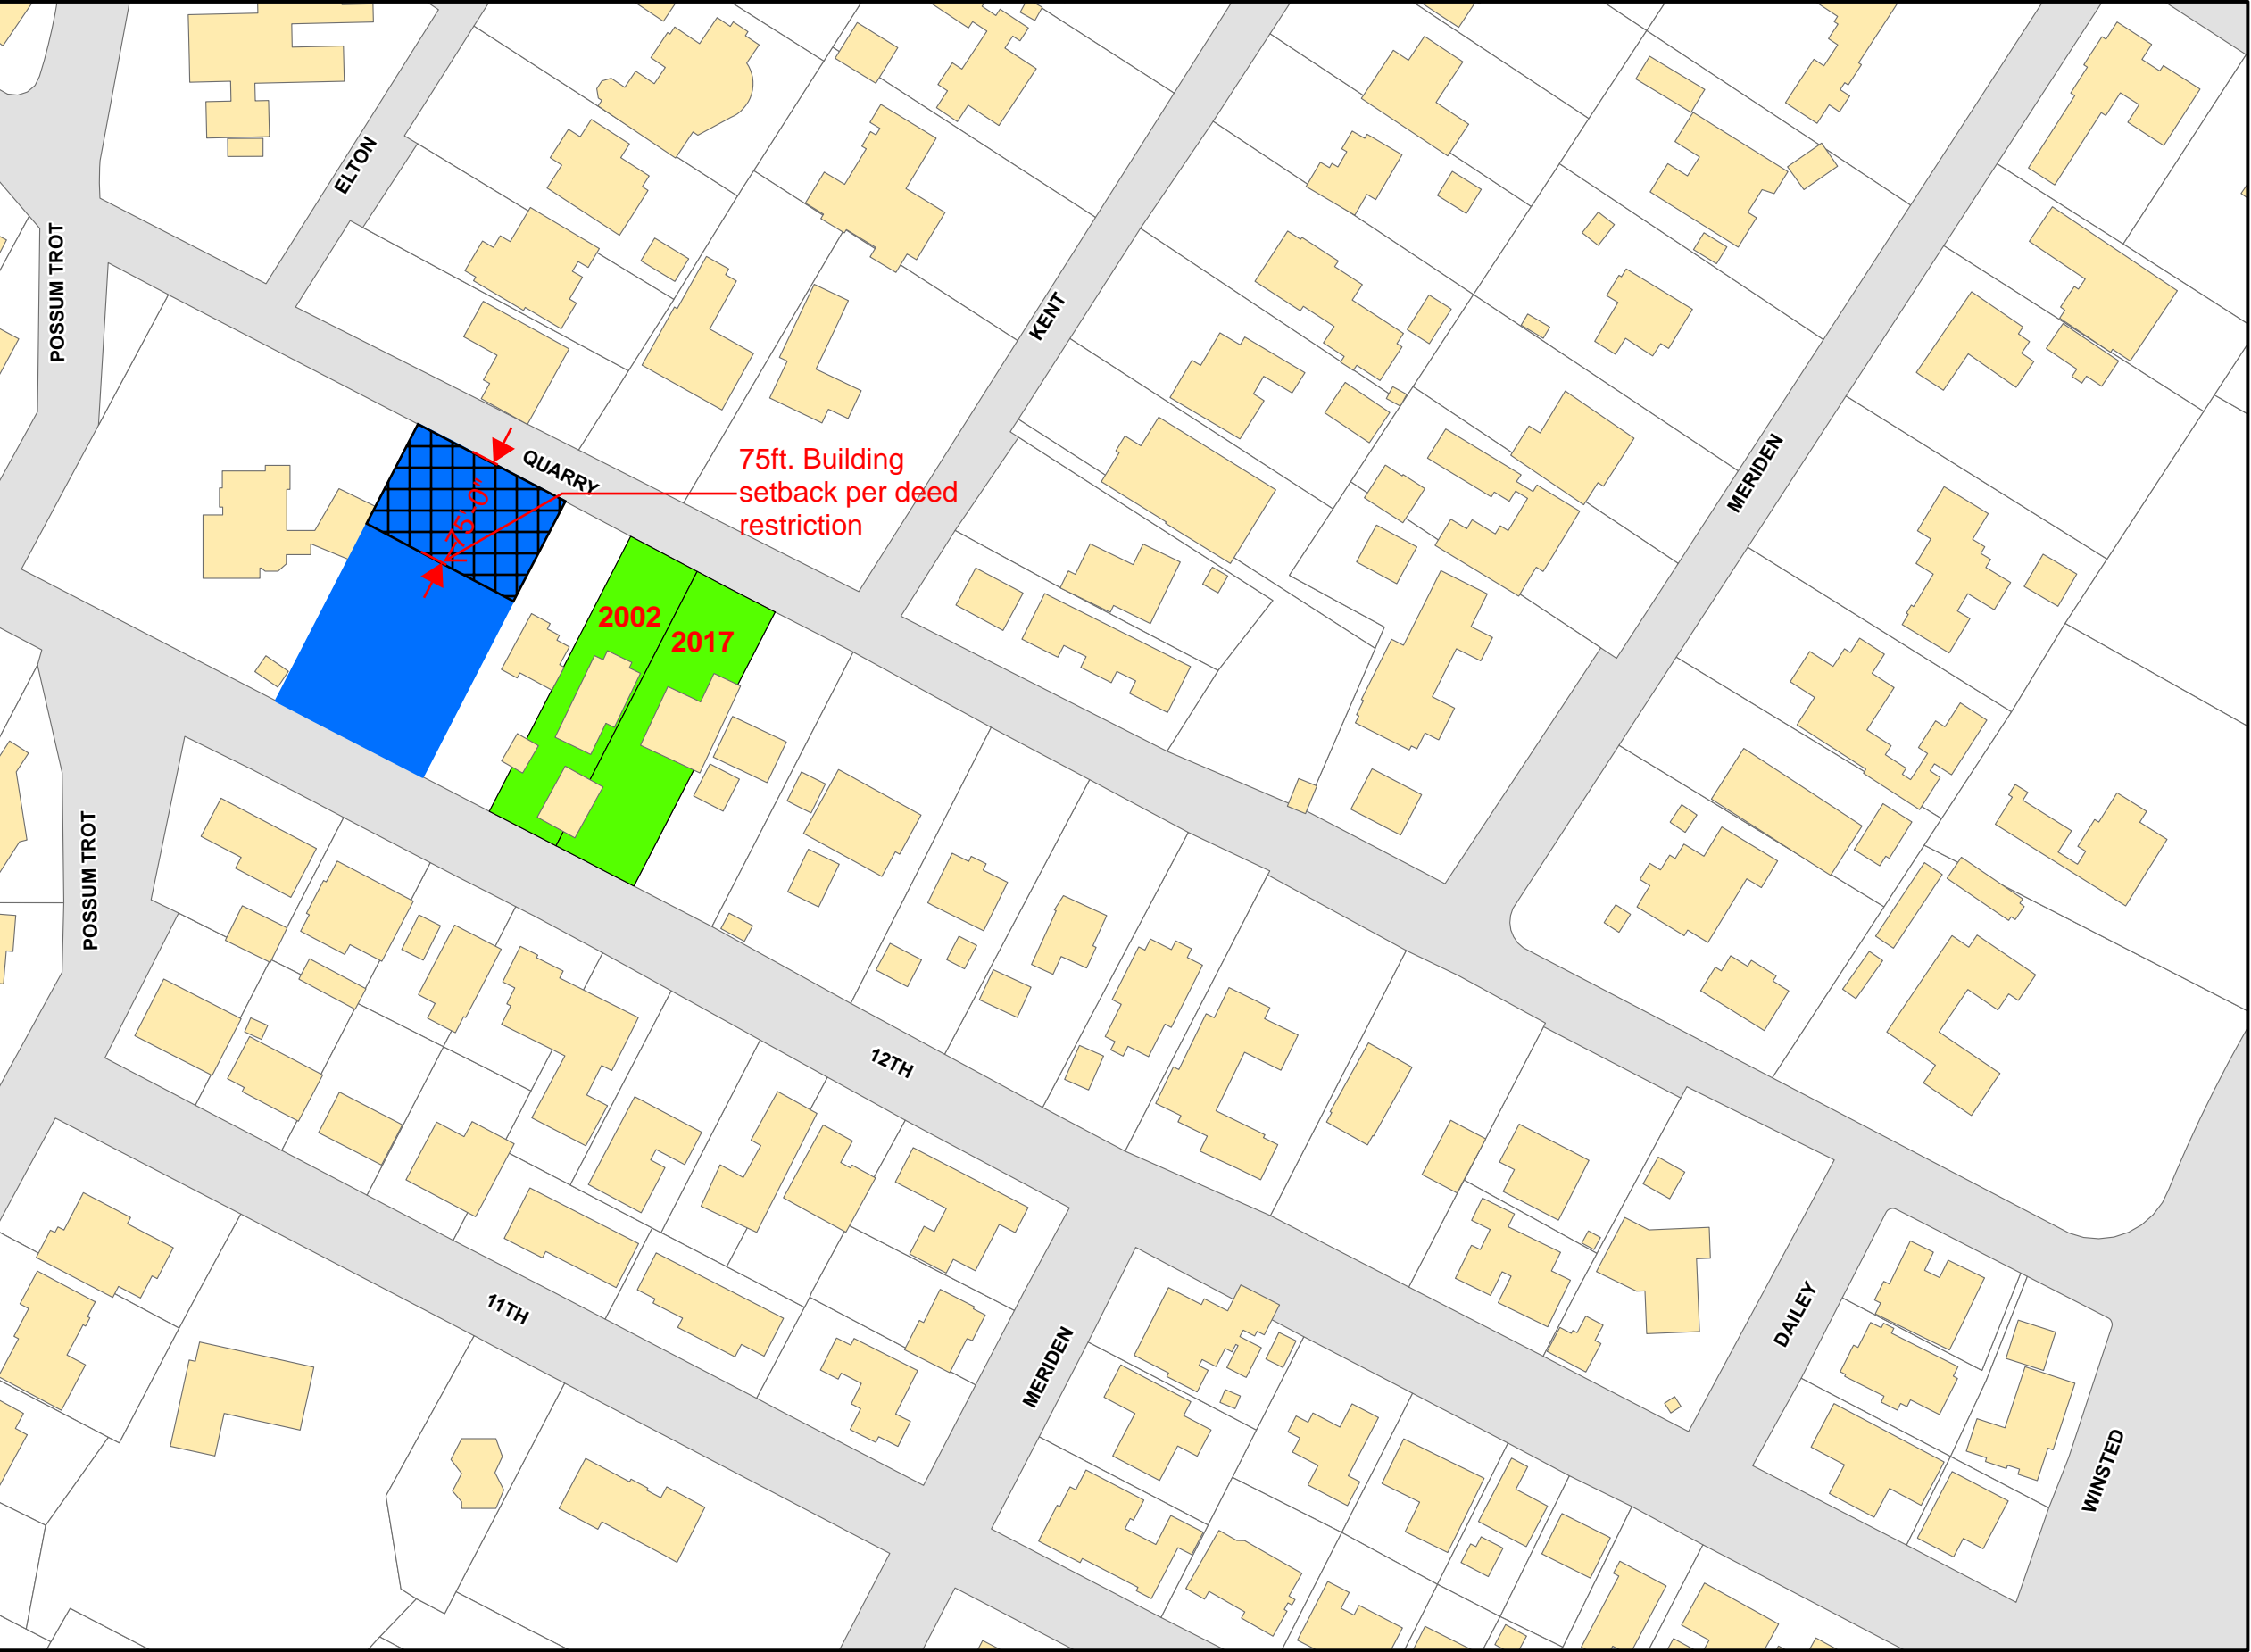 ELTON
POSSUM TROT
KENT
MERIDEN
QUARRY
75ft. Building
setback per deed
restriction
75'-0"
2002
2017
POSSUM TROT
12TH
11TH
MERIDEN
DAILEY
WINSTED